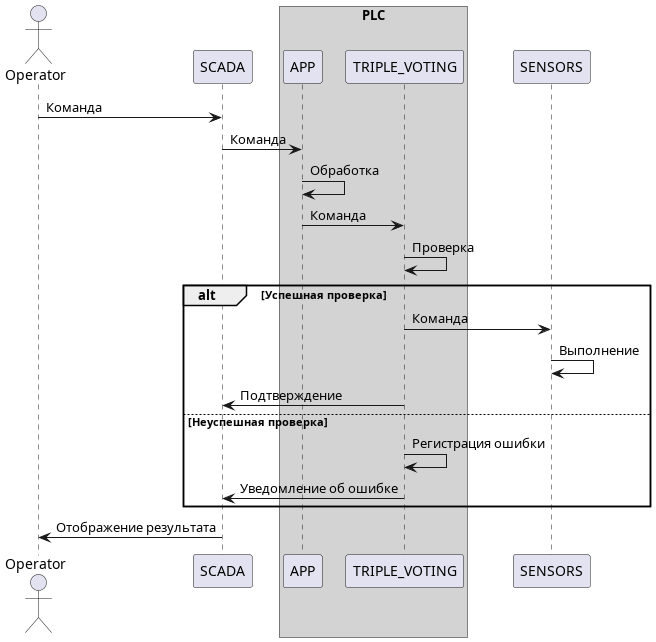 PLC
Operator
SCADA
APP
TRIPLE_VOTING
SENSORS
Команда
Команда
Обработка
Команда
Проверка
alt
[Успешная проверка]
Команда
Выполнение
Подтверждение
[Неуспешная проверка]
Регистрация ошибки
Уведомление об ошибке
Отображение результата
Operator
SCADA
APP
TRIPLE_VOTING
SENSORS